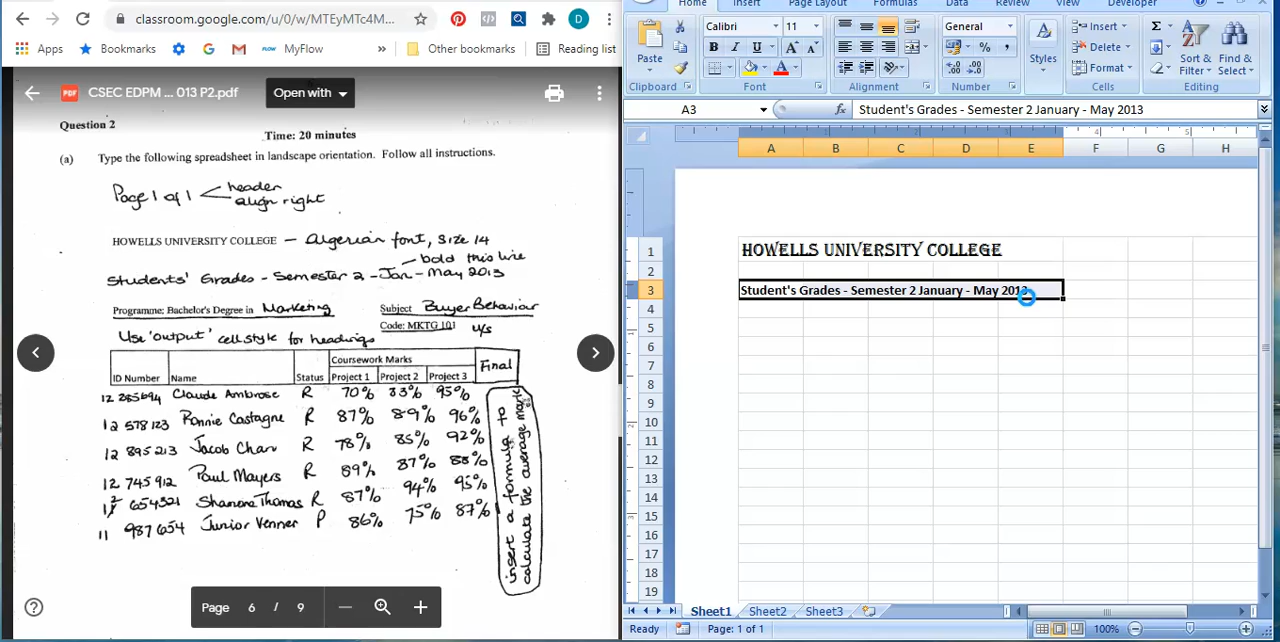 classroom.google.com/u/0/w/MTEyMTc4M...
D
Apps
Bookmarks
MyFlow
»
Other bookmarks
Reading list
PDF
CSEC EDPM ... 013 P2.pdf
Open with
Question 2
Time: 20 minutes
(a) Type the following spreadsheet in landscape orientation. Follow all instructions.
Page 1 of 1
header
align right
HOWELLS UNIVERSITY COLLEGE – Algerian font, size 14
bold this line
Students' Grades - Semester 2 - Jan - May 2013
Programme: Bachelor's Degree in Marketing
Subject Buyer Behaviour
Code: MKTG 101 u/s
Use 'output' cell style for headings
Coursework Marks
Final
ID Number Name Status Project 1 Project 2 Project 3
12 285694 Claude Ambrose R 70% 83% 95%
12 578123 Ronnie Castagne R 87% 89% 96%
12 895213 Jacob Charr R 78% 85% 92%
12 745912 Paul Mayers R 89% 87% 88%
12 654321 Thomas R 87% 94% 95%
11 987654 Junior Venner P 86% 75% 87%
insert a formula to
calculate the average mark
Page 6 / 9
Home Insert Page Layout Formulas Data Review View Developer
Calibri 11
General
Insert
Delete
Format
Paste
B I U
A A
$ % ,
Styles
Sort & Filter
Find & Select
Clipboard Font Alignment Number Cells Editing
A3 fx Student's Grades - Semester 2 January - May 2013
A B C D E F G H
1 HOWELLS UNIVERSITY COLLEGE
2
3 Student's Grades - Semester 2 January - May 2013
4
5
6
7
8
9
10
11
12
13
14
15
16
17
18
19
Sheet1 Sheet2 Sheet3
Ready Page: 1 of 1 100%